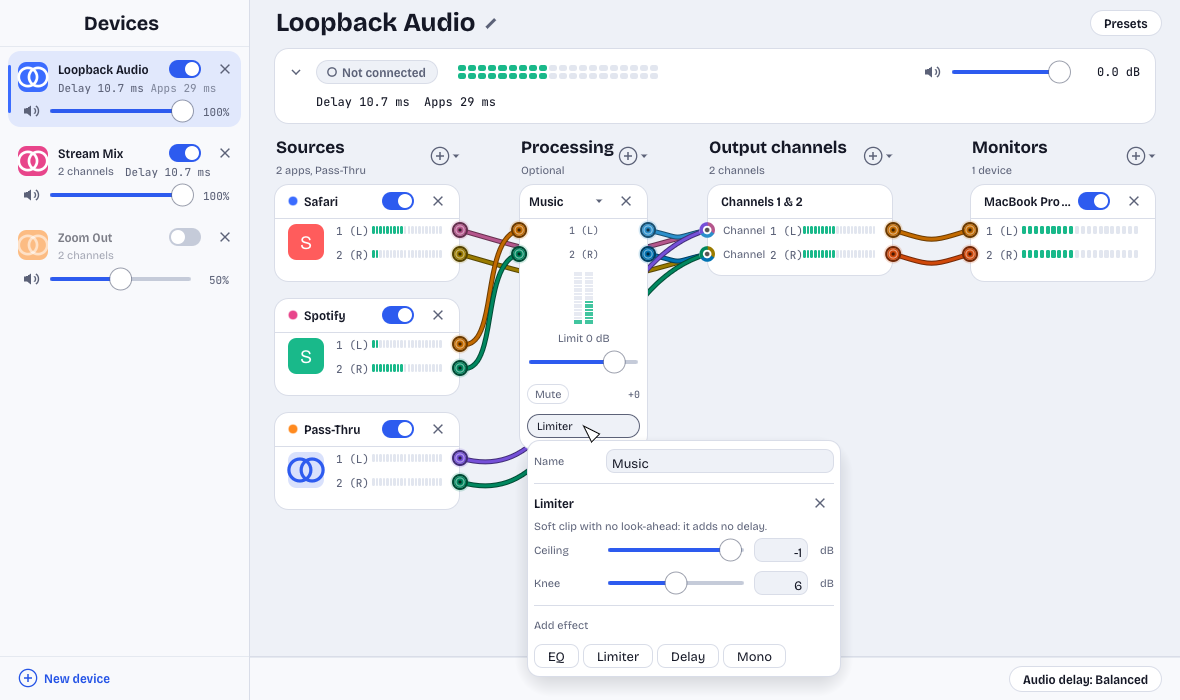 Devices
Loopback Audio
Delay 10.7 ms Apps 29 ms
100%
Stream Mix
2 channels Delay 10.7 ms
100%
Zoom Out
2 channels
50%
New device
Loopback Audio
Presets
Not connected
0.0 dB
Delay 10.7 ms Apps 29 ms
Sources
2 apps, Pass-Thru
Safari
S
1 (L)
2 (R)
Spotify
S
1 (L)
2 (R)
Pass-Thru
1 (L)
2 (R)
Processing
Optional
Music
1 (L)
2 (R)
Limit 0 dB
Mute +0
Limiter
Output channels
2 channels
Channels 1 & 2
Channel 1 (L)
Channel 2 (R)
Monitors
1 device
MacBook Pro...
1 (L)
2 (R)
Name Music
Limiter
Soft clip with no look-ahead: it adds no delay.
Ceiling -1 dB
Knee 6 dB
Add effect
EQ Limiter Delay Mono
Audio delay: Balanced